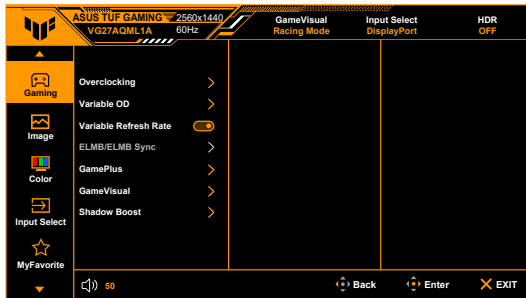 ASUS TUF GAMING 2560x1440
VG27AQML1A 60Hz
GameVisual
Racing Mode
Input Select
DisplayPort
HDR
OFF
Gaming
Image
Color
Input Select
MyFavorite
Overclocking
Variable OD
Variable Refresh Rate
ELMB/ELMB Sync
GamePlus
GameVisual
Shadow Boost
50
Back
Enter
EXIT